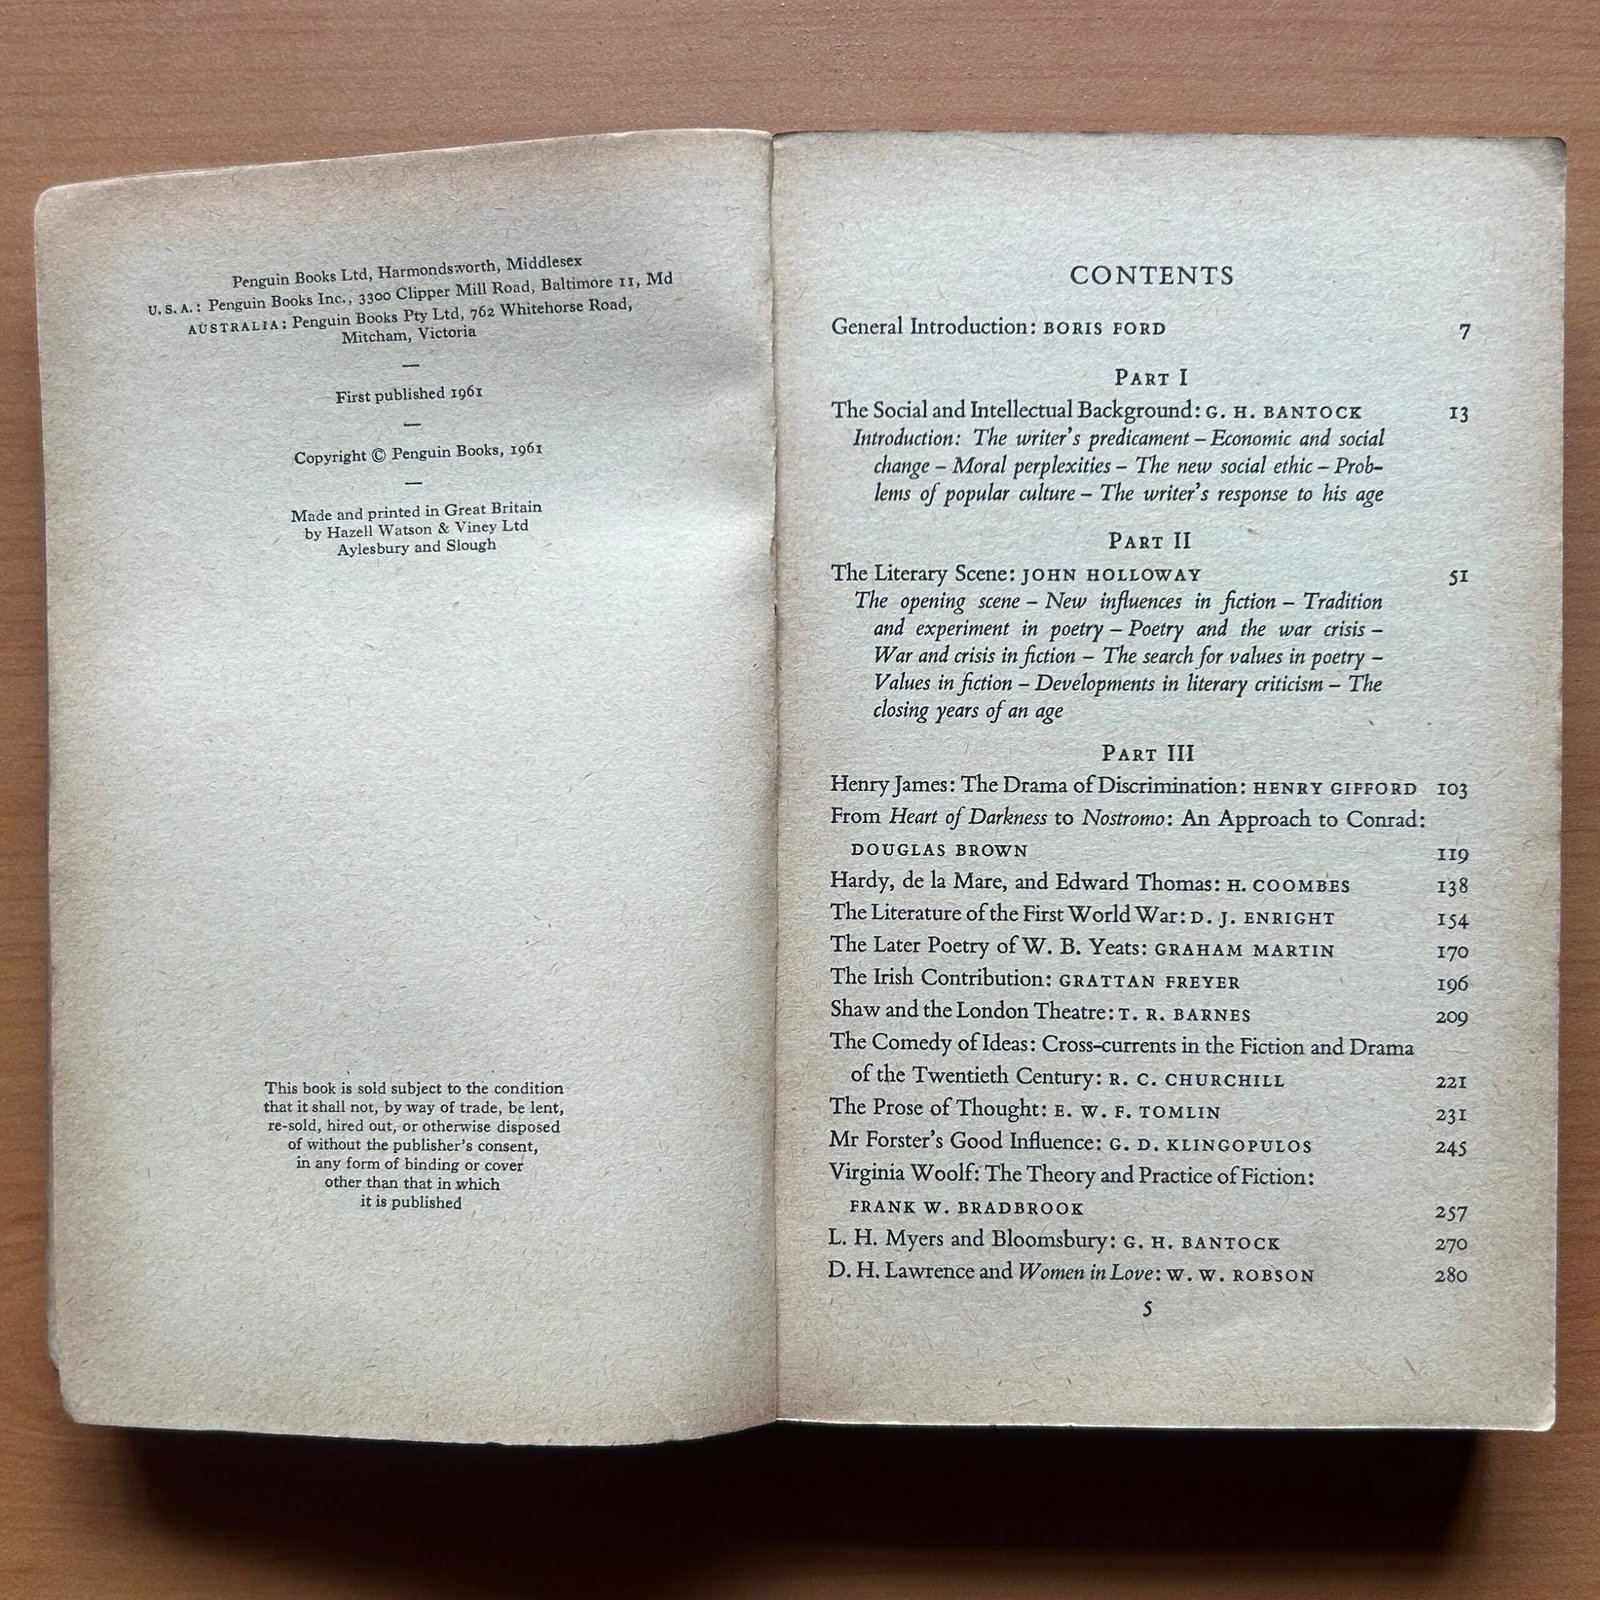 Penguin Books Ltd, Harmondsworth, Middlesex
U.S.A.: Penguin Books Inc., 3300 Clipper Mill Road, Baltimore 11, Md
AUSTRALIA: Penguin Books Pty Ltd, 762 Whitehorse Road,
Mitcham, Victoria
—
First published 1961
—
Copyright © Penguin Books, 1961
—
Made and printed in Great Britain
by Hazell Watson & Viney Ltd
Aylesbury and Slough
This book is sold subject to the condition
that it shall not, by way of trade, be lent,
re-sold, hired out, or otherwise disposed
of without the publisher's consent,
in any form of binding or cover
other than that in which
it is published
CONTENTS
General Introduction: BORIS FORD 7
PART I
The Social and Intellectual Background: G. H. BANTOCK 13
Introduction: The writer's predicament – Economic and social
change – Moral perplexities – The new social ethic – Prob-
lems of popular culture – The writer's response to his age
PART II
The Literary Scene: JOHN HOLLOWAY 51
The opening scene – New influences in fiction – Tradition
and experiment in poetry – Poetry and the war crisis –
War and crisis in fiction – The search for values in poetry –
Values in fiction – Developments in literary criticism – The
closing years of an age
PART III
Henry James: The Drama of Discrimination: HENRY GIFFORD 103
From Heart of Darkness to Nostromo: An Approach to Conrad:
DOUGLAS BROWN 119
Hardy, de la Mare, and Edward Thomas: H. COOMBES 138
The Literature of the First World War: D. J. ENRIGHT 154
The Later Poetry of W. B. Yeats: GRAHAM MARTIN 170
The Irish Contribution: GRATTAN FREYER 196
Shaw and the London Theatre: T. R. BARNES 209
The Comedy of Ideas: Cross-currents in the Fiction and Drama
of the Twentieth Century: R. C. CHURCHILL 221
The Prose of Thought: E. W. F. TOMLIN 231
Mr Forster's Good Influence: G. D. KLINGOPULOS 245
Virginia Woolf: The Theory and Practice of Fiction:
FRANK W. BRADBROOK 257
L. H. Myers and Bloomsbury: G. H. BANTOCK 270
D. H. Lawrence and Women in Love: W. W. ROBSON 280
5